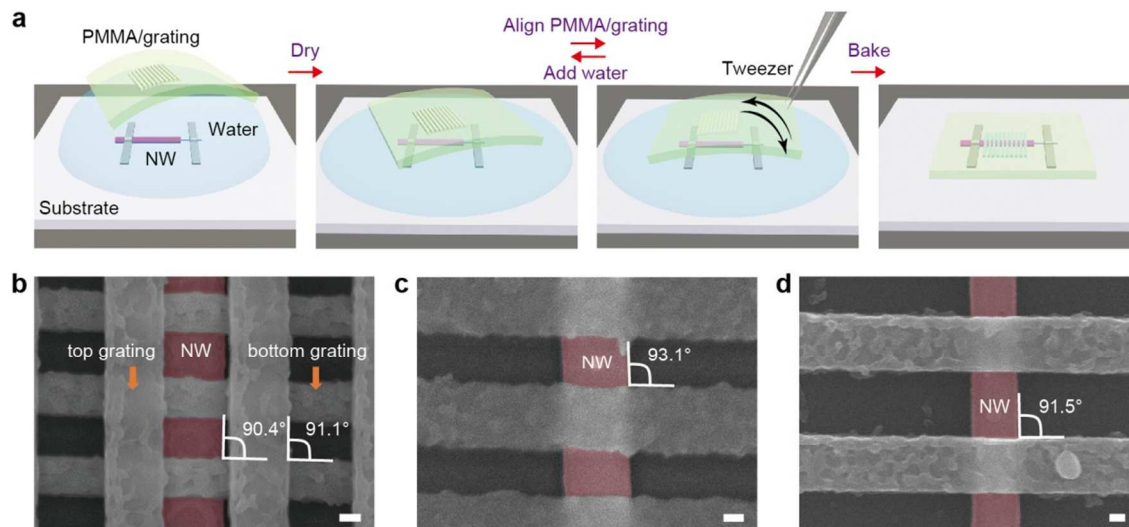 a
PMMA/grating
Dry
Align PMMA/grating
Add water
Tweezer
Bake
Water
NW
Substrate
b
top grating
NW
bottom grating
90.4°
91.1°
c
NW
93.1°
d
NW
91.5°